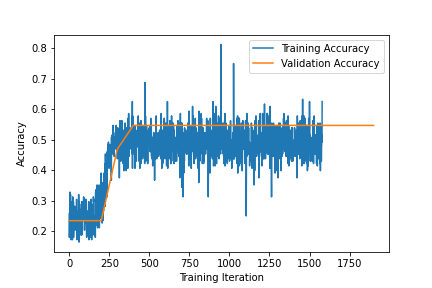 Training Accuracy
Validation Accuracy
0.8
0.7
0.6
0.5
0.4
0.3
0.2
Accuracy
0 250 500 750 1000 1250 1500 1750
Training Iteration